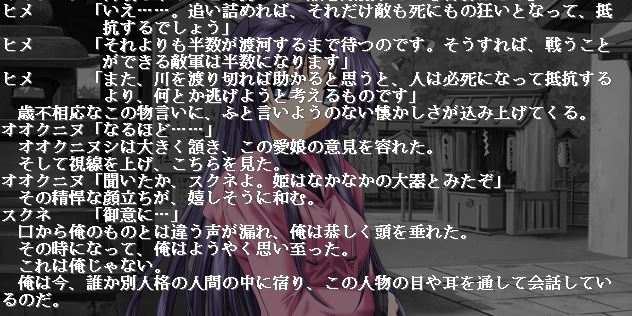 ヒメ　　「いえ……。追い詰めれば、それだけ敵も死にもの狂いとなって、抵
抗するでしょう」
ヒメ　　「それよりも半数が渡河するまで待つのです。そうすれば、戦うこと
ができる敵軍は半数になります」
ヒメ　　「また、川を渡り切れば助かると思うと、人は必死になって抵抗する
より、何とか逃げようと考えるものです」
歳不相応なこの物言いに、ふと言いようのない懐かしさが込み上げてくる。
オオクニヌ「なるほど……」
オオクニヌシは大きく頷き、この愛娘の意見を容れた。
そして視線を上げ、こちらを見た。
オオクニヌ「聞いたか、スクネよ。姫はなかなかの大器とみたぞ」
その精悍な顔立ちが、嬉しそうに和む。
スクネ　　「御意に…」
口から俺のものとは違う声が漏れ、俺は恭しく頭を垂れた。
その時になって、俺はようやく思い至った。
これは俺じゃない。
俺は今、誰か別人格の人間の中に宿り、この人物の目や耳を通して会話してい
るのだ。